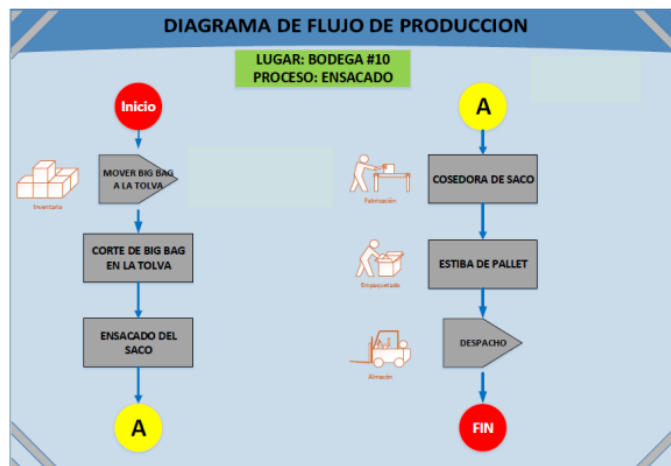 DIAGRAMA DE FLUJO DE PRODUCCION
LUGAR: BODEGA #10
PROCESO: ENSACADO
Inicio
MOVER BIG BAG
A LA TOLVA
Inventario
CORTE DE BIG BAG
EN LA TOLVA
ENSACADO DEL
SACO
A
A
COSEDORA DE SACO
Fabricación
ESTIBA DE PALLET
Empaquetado
DESPACHO
Almacén
FIN